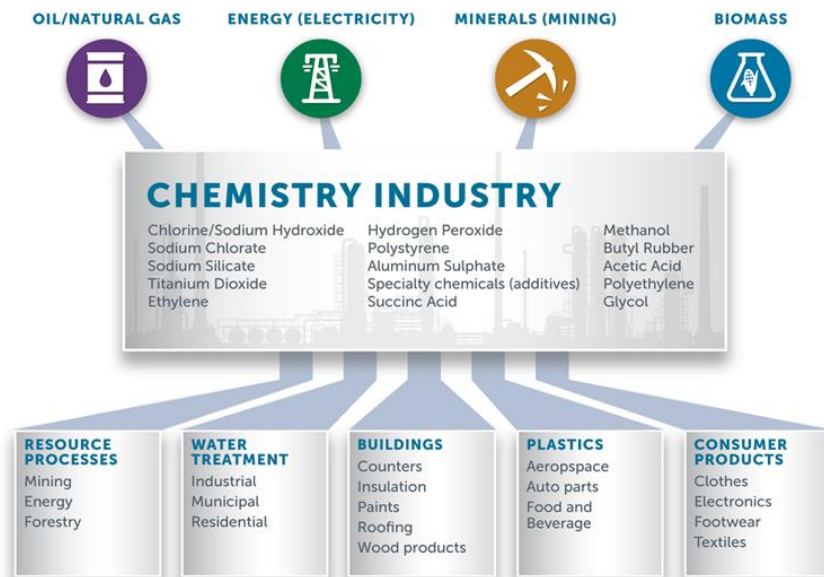 OIL/NATURAL GAS
ENERGY (ELECTRICITY)
MINERALS (MINING)
BIOMASS
CHEMISTRY INDUSTRY
Chlorine/Sodium Hydroxide
Sodium Chlorate
Sodium Silicate
Titanium Dioxide
Ethylene
Hydrogen Peroxide
Polystyrene
Aluminum Sulphate
Specialty chemicals (additives)
Succinc Acid
Methanol
Butyl Rubber
Acetic Acid
Polyethylene
Glycol
RESOURCE
PROCESSES
Mining
Energy
Forestry
WATER
TREATMENT
Industrial
Municipal
Residential
BUILDINGS
Counters
Insulation
Paints
Roofing
Wood products
PLASTICS
Aeropspace
Auto parts
Food and
Beverage
CONSUMER
PRODUCTS
Clothes
Electronics
Footwear
Textiles